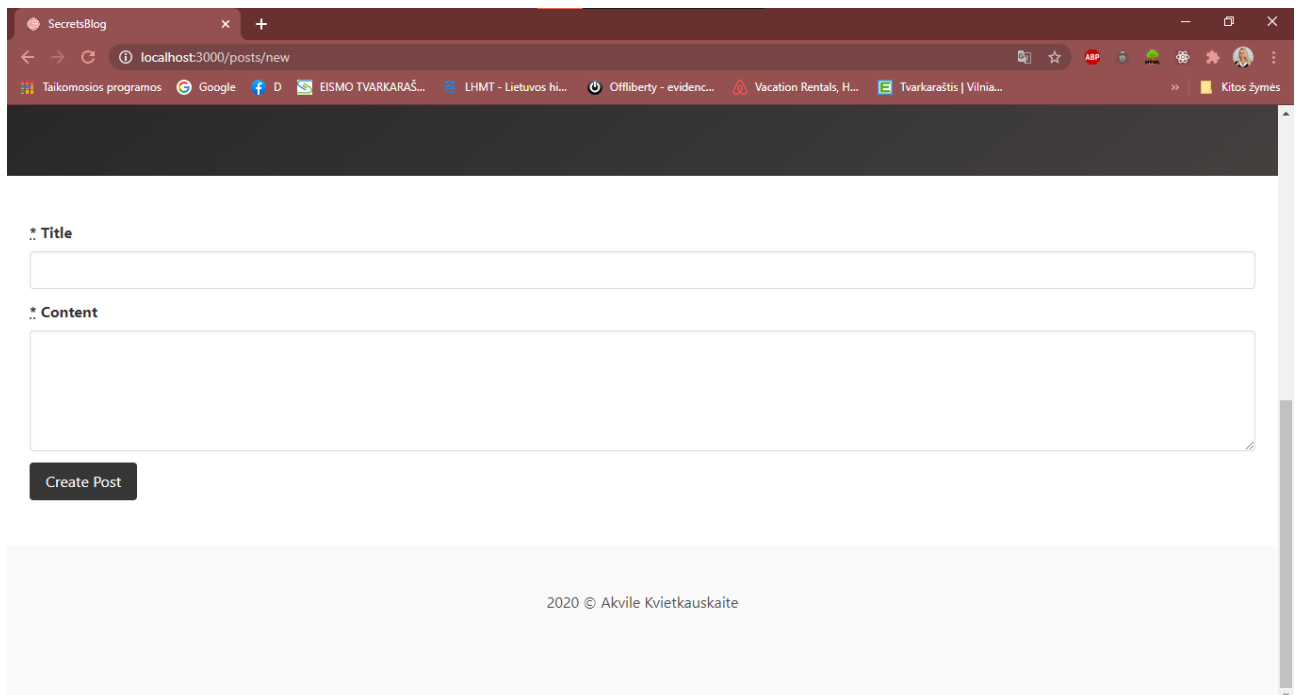 SecretsBlog
localhost:3000/posts/new
ABP
Taikomosios programos Google D EISMO TVARKARAŠ... LHMT - Lietuvos hi... Offliberty - evidenc... Vacation Rentals, H... Tvarkaraštis | Vilnia... » Kitos žymės
* Title
* Content
Create Post
2020 © Akvile Kvietkauskaite